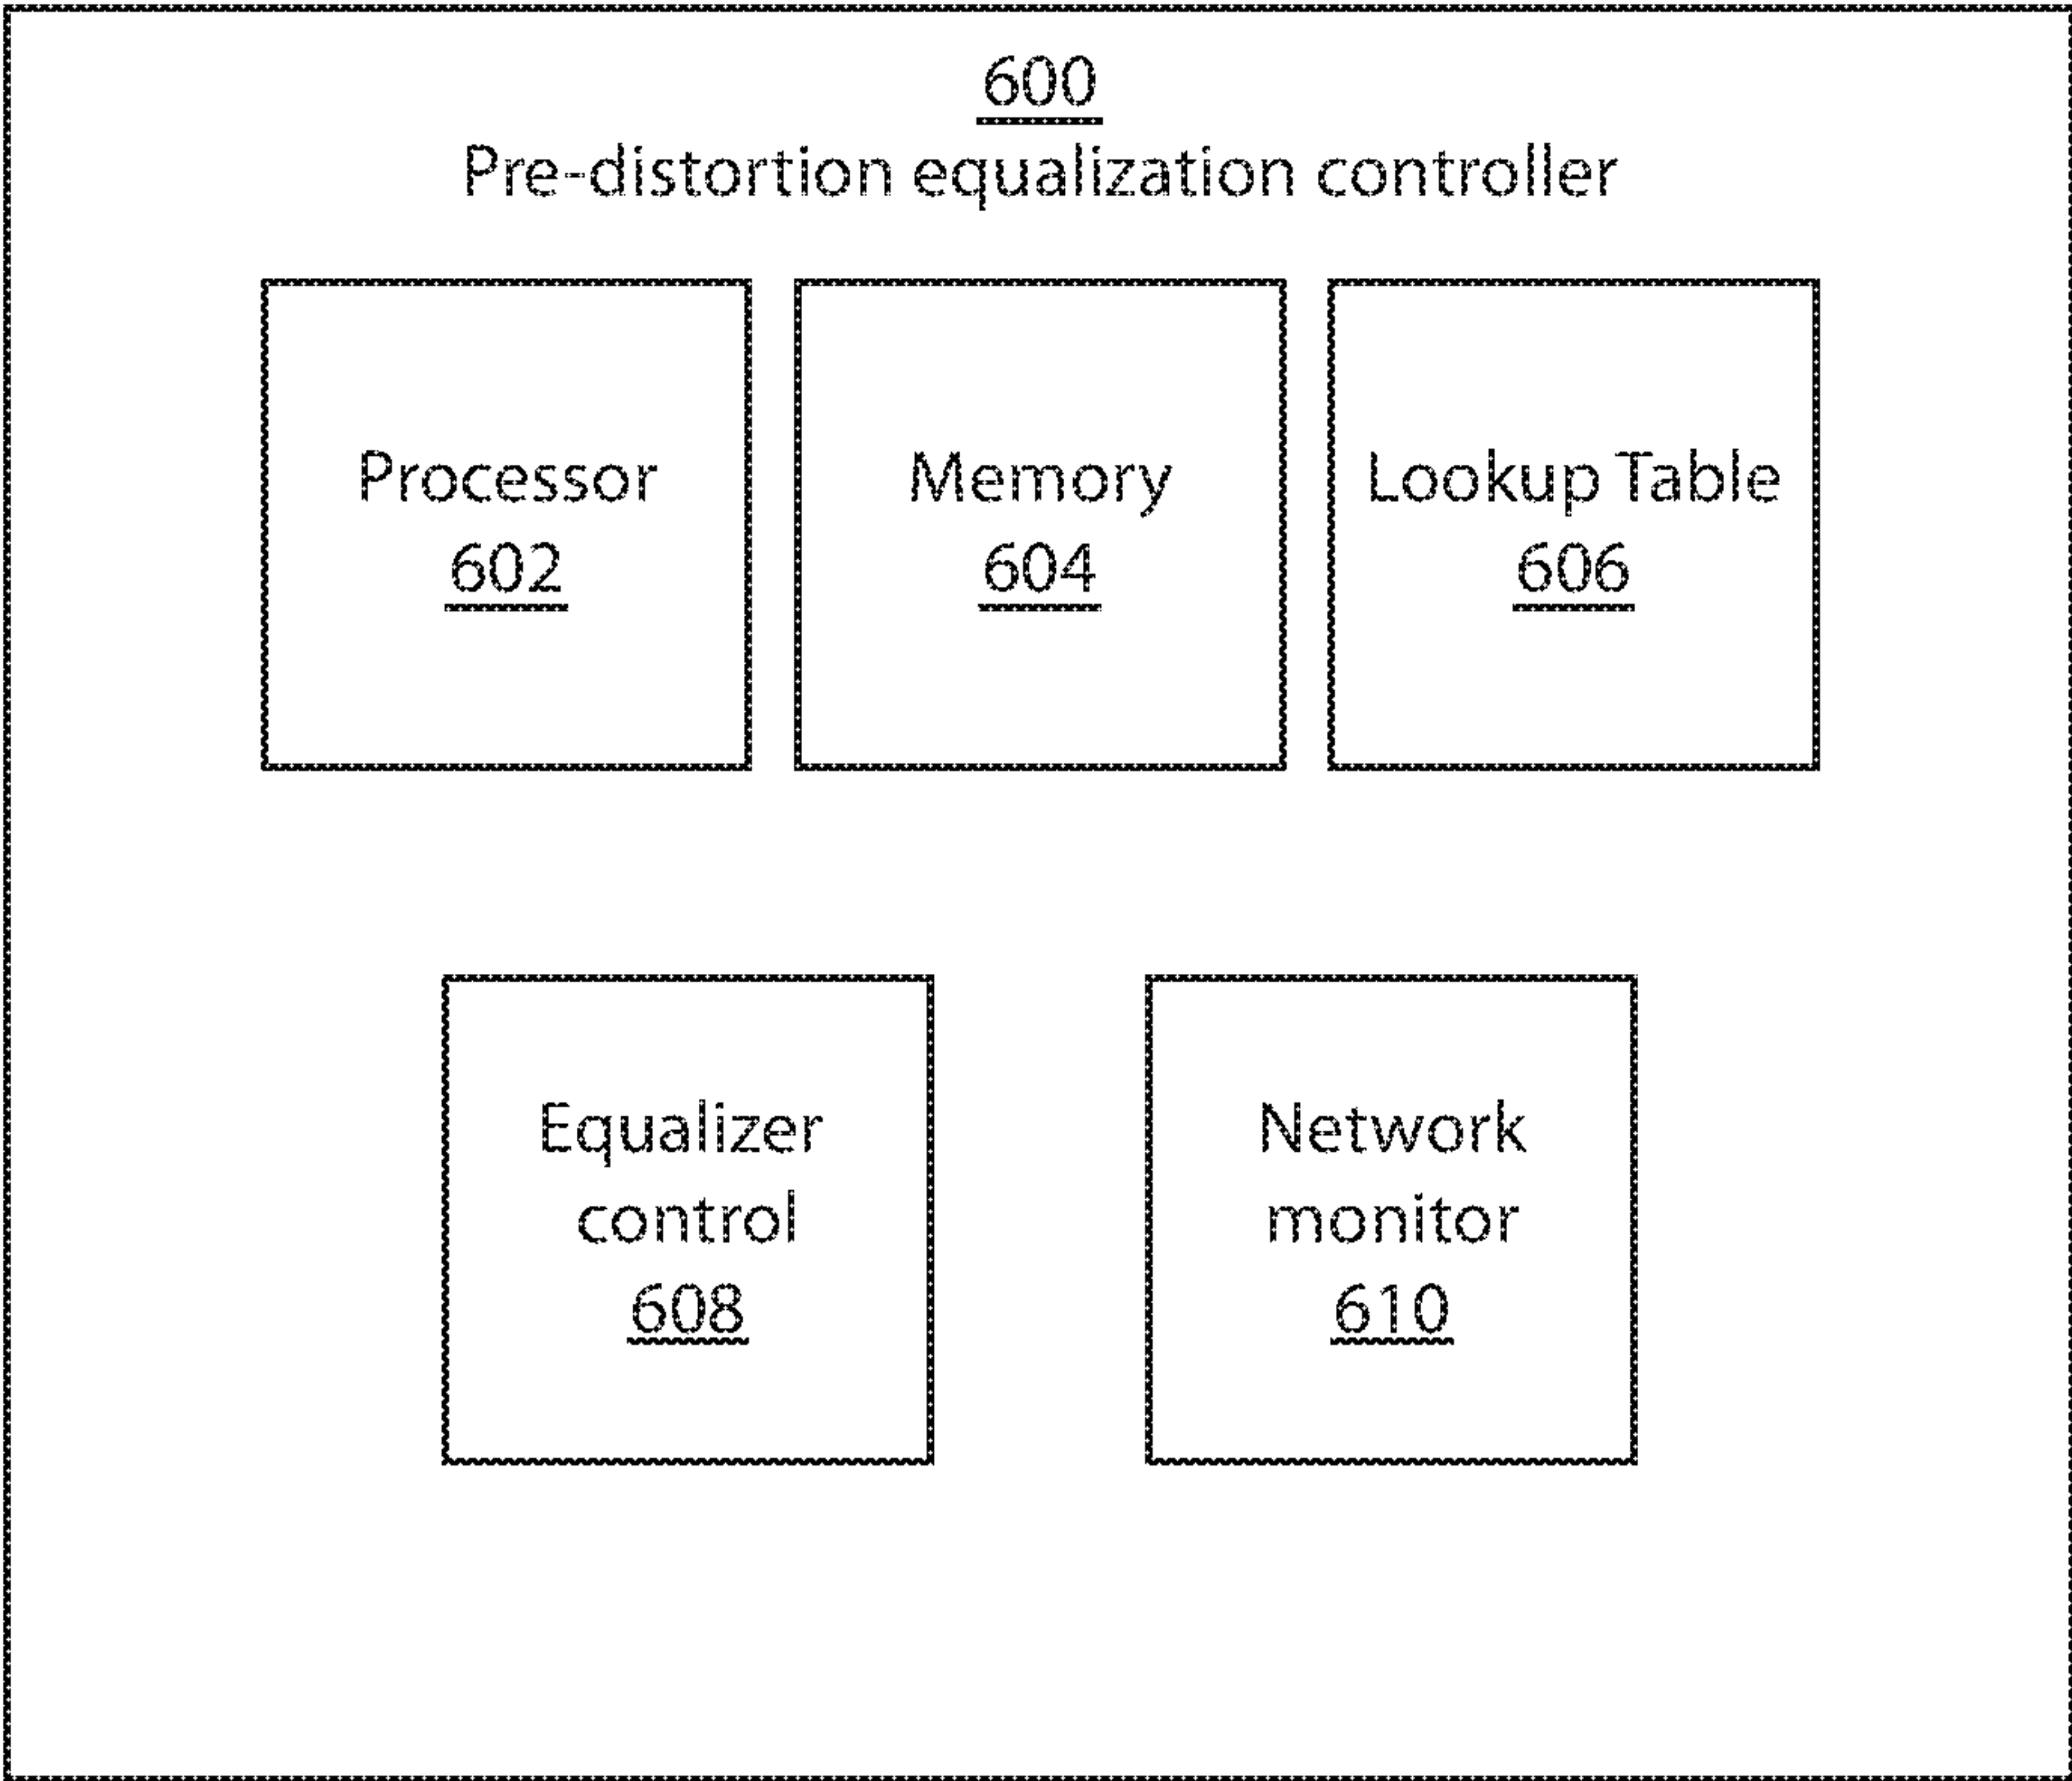 600
Pre-distortion equalization controller
Processor
602
Memory
604
Lookup Table
606
Equalizer
control
608
Network
monitor
610